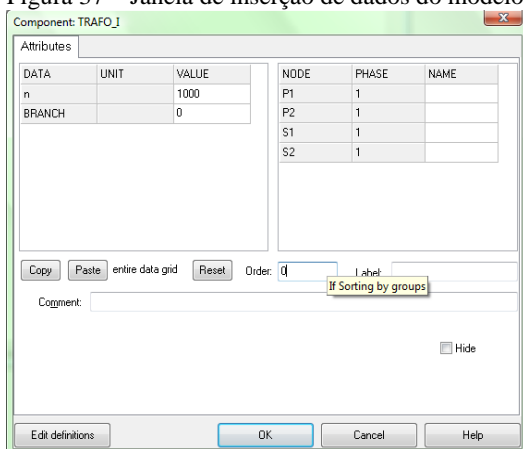 Figura 37 – Janela de inserção de dados do modelo
Component: TRAFO_I
Attributes
DATA UNIT VALUE
n 1000
BRANCH 0
NODE PHASE NAME
P1 1
P2 1
S1 1
S2 1
Copy Paste entire data grid Reset Order: 0 Label:
If Sorting by groups
Comment:
Hide
Edit definitions OK Cancel Help